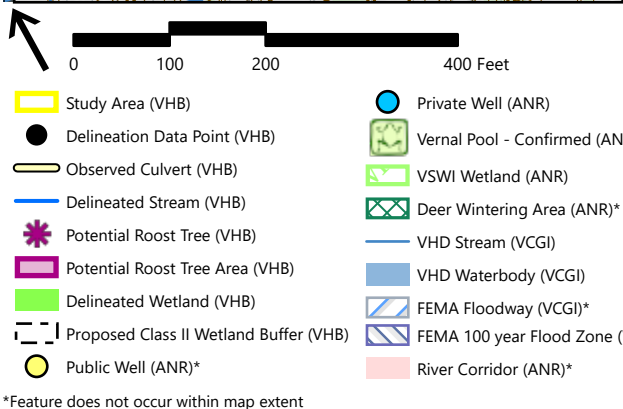 0 100 200 400 Feet
Study Area (VHB)
Delineation Data Point (VHB)
Observed Culvert (VHB)
Delineated Stream (VHB)
Potential Roost Tree (VHB)
Potential Roost Tree Area (VHB)
Delineated Wetland (VHB)
Proposed Class II Wetland Buffer (VHB)
Public Well (ANR)*
Private Well (ANR)
Vernal Pool - Confirmed (AN
VSWI Wetland (ANR)
Deer Wintering Area (ANR)*
VHD Stream (VCGI)
VHD Waterbody (VCGI)
FEMA Floodway (VCGI)*
FEMA 100 year Flood Zone (
River Corridor (ANR)*
*Feature does not occur within map extent